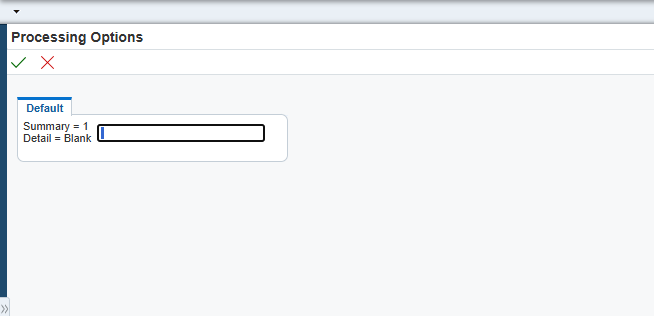 Processing Options
Default
Summary = 1
Detail = Blank